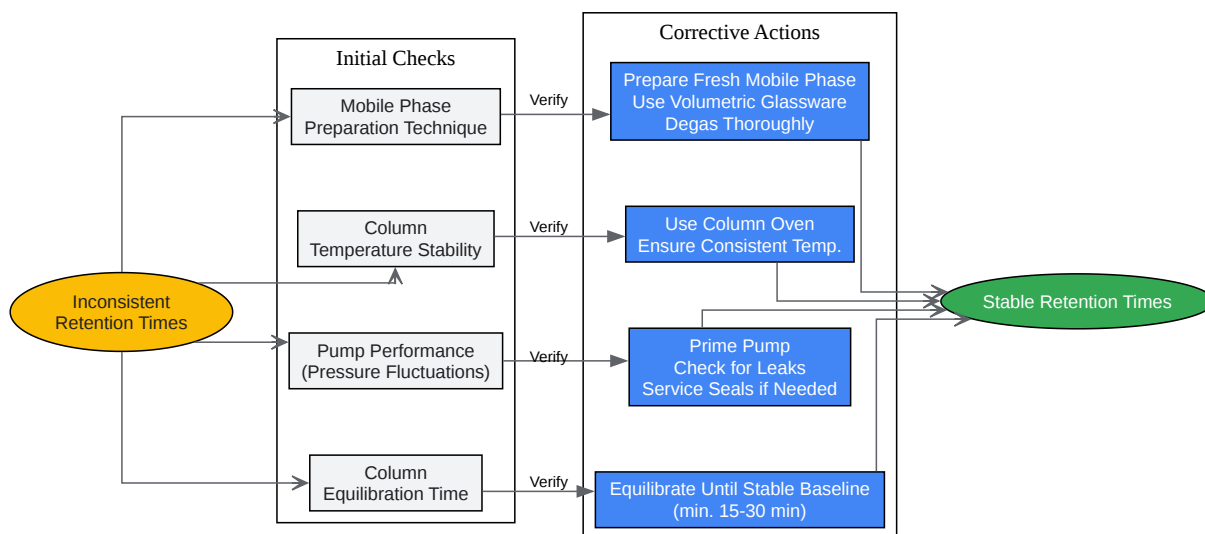 Inconsistent
Retention Times
Initial Checks
Mobile Phase
Preparation Technique
Column
Temperature Stability
Pump Performance
(Pressure Fluctuations)
Column
Equilibration Time
Verify
Verify
Verify
Verify
Corrective Actions
Prepare Fresh Mobile Phase
Use Volumetric Glassware
Degas Thoroughly
Use Column Oven
Ensure Consistent Temp.
Prime Pump
Check for Leaks
Service Seals if Needed
Equilibrate Until Stable Baseline
(min. 15-30 min)
Stable Retention Times